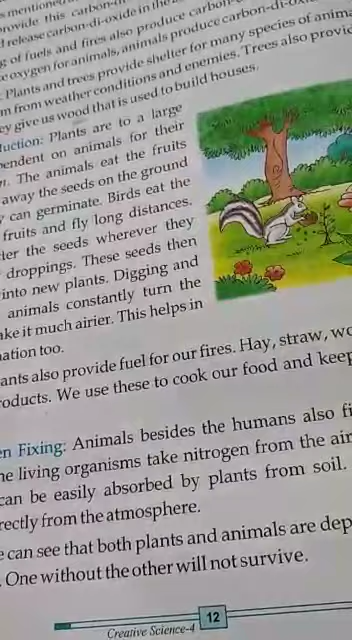 mentioned
provide this carbon-di
release carbon-di-oxide in the
g of fuels and fires also produce carbon
oxygen for animals, animals produce carbon-di-ox
Plants and trees provide shelter for many species of anima
m from weather conditions and enemies. Trees also provid
ey give us wood that is used to build houses.
uction: Plants are to a large
pendent on animals for their
n. The animals eat the fruits
away the seeds on the ground
y can germinate. Birds eat the
fruits and fly long distances.
ter the seeds wherever they
droppings. These seeds then
into new plants. Digging and
animals constantly turn the
ake it much airier. This helps in
nation too.
ants also provide fuel for our fires. Hay, straw, wo
roducts. We use these to cook our food and keep
en Fixing: Animals besides the humans also fi
ne living organisms take nitrogen from the air
can be easily absorbed by plants from soil.
rectly from the atmosphere.
e can see that both plants and animals are dep
. One without the other will not survive.
Creative Science-4 12